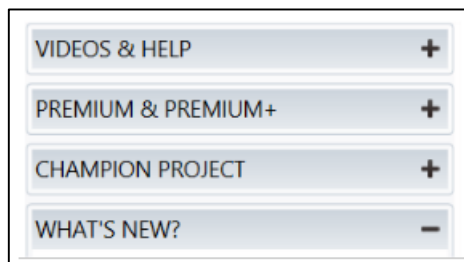 VIDEOS & HELP +
PREMIUM & PREMIUM+ +
CHAMPION PROJECT +
WHAT'S NEW? −